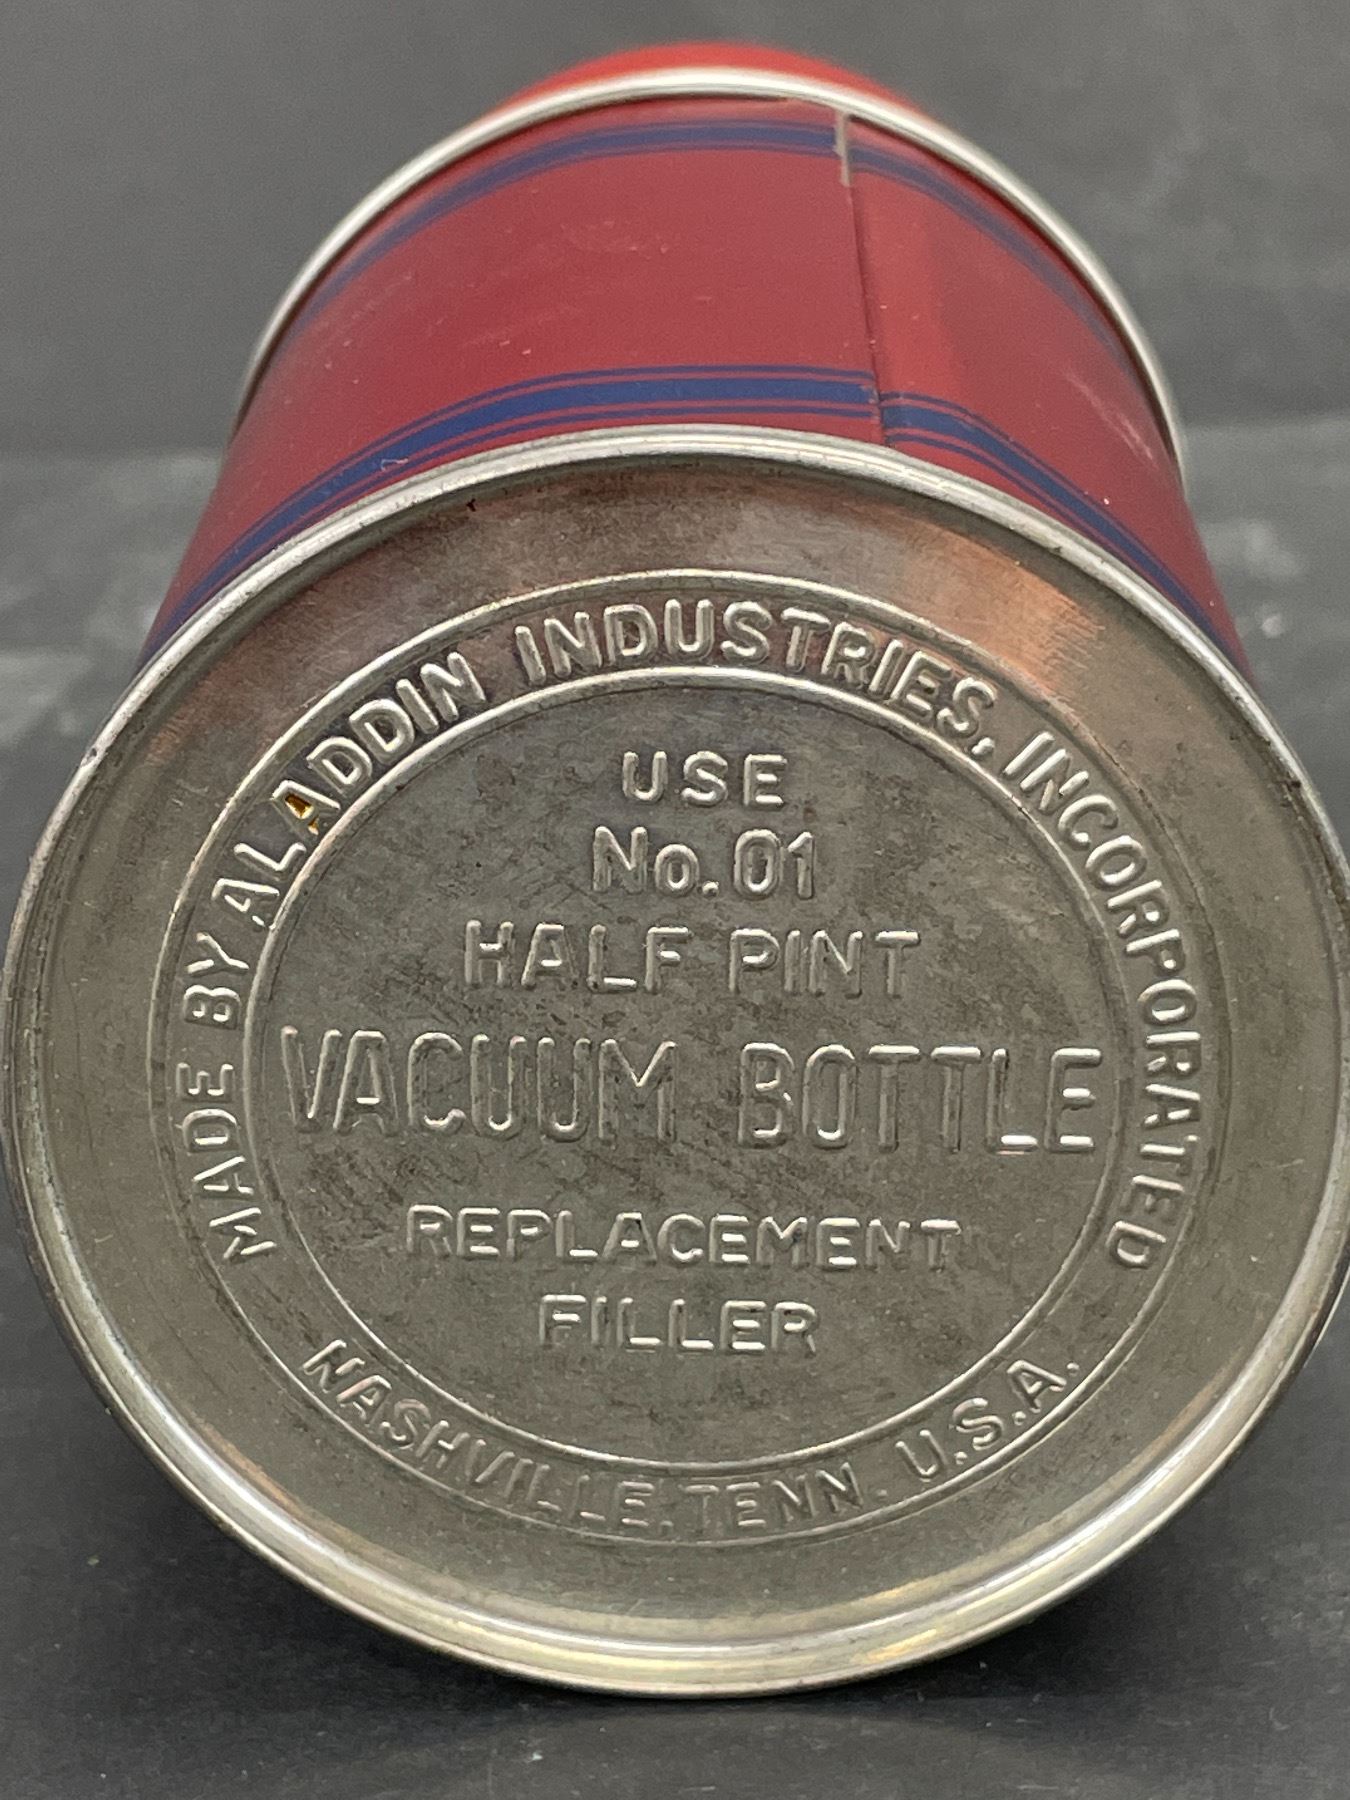 MADE BY ALADDIN INDUSTRIES, INCORPORATED
USE
No. 01
HALF PINT
VACUUM BOTTLE
REPLACEMENT
FILLER
NASHVILLE, TENN. U.S.A.